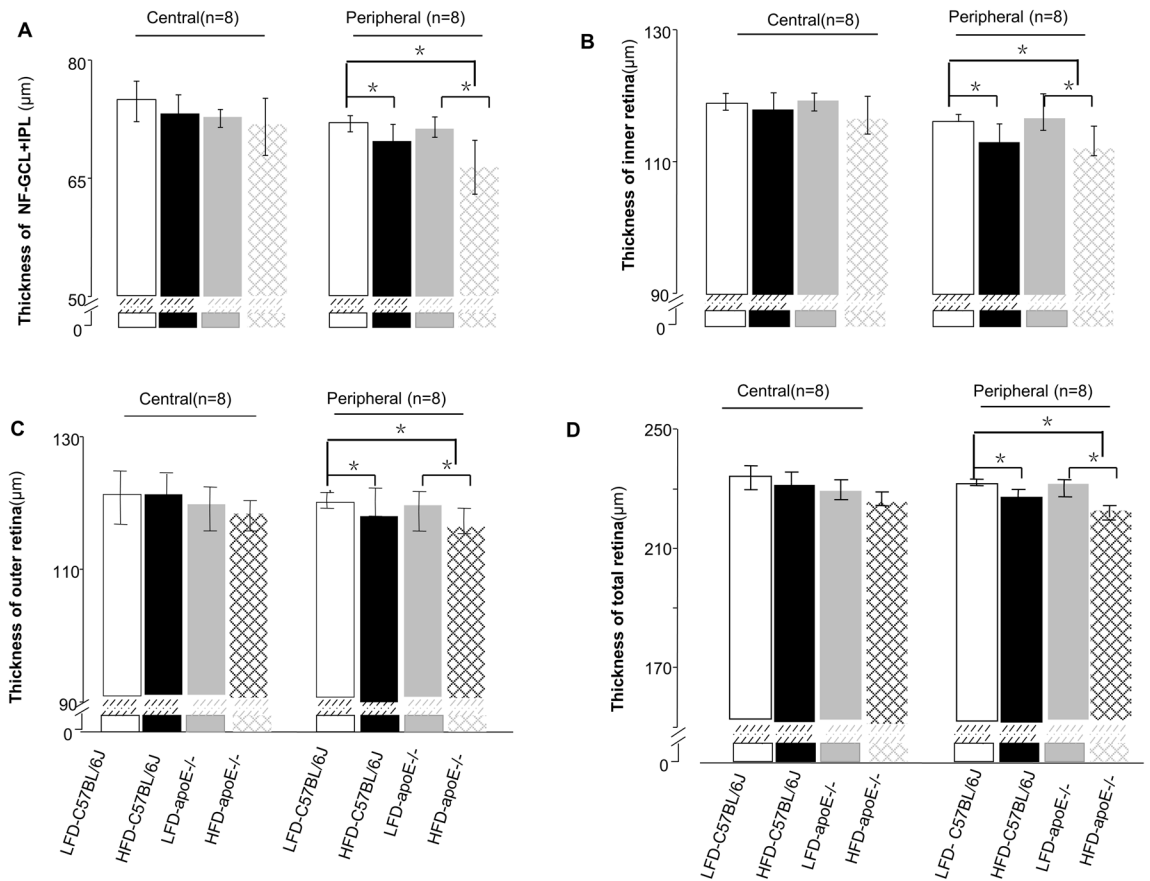 A
Central(n=8)
Peripheral (n=8)
Thickness of NF-GCL+IPL (µm)
80
65
50
0
*
*
*
B
Central(n=8)
Peripheral (n=8)
Thickness of inner retina(µm)
130
110
90
0
*
*
*
C
Central(n=8)
Peripheral (n=8)
Thickness of outer retina(µm)
130
110
90
0
*
*
*
LFD-C57BL/6J
HFD-C57BL/6J
LFD-apoE-/-
HFD-apoE-/-
LFD-C57BL/6J
HFD-C57BL/6J
LFD-apoE-/-
HFD-apoE-/-
D
Central(n=8)
Peripheral (n=8)
Thickness of total retina(µm)
250
210
170
0
*
*
*
LFD-C57BL/6J
HFD-C57BL/6J
LFD-apoE-/-
HFD-apoE-/-
LFD- C57BL/6J
HFD-C57BL/6J
LFD-apoE-/-
HFD-apoE-/-